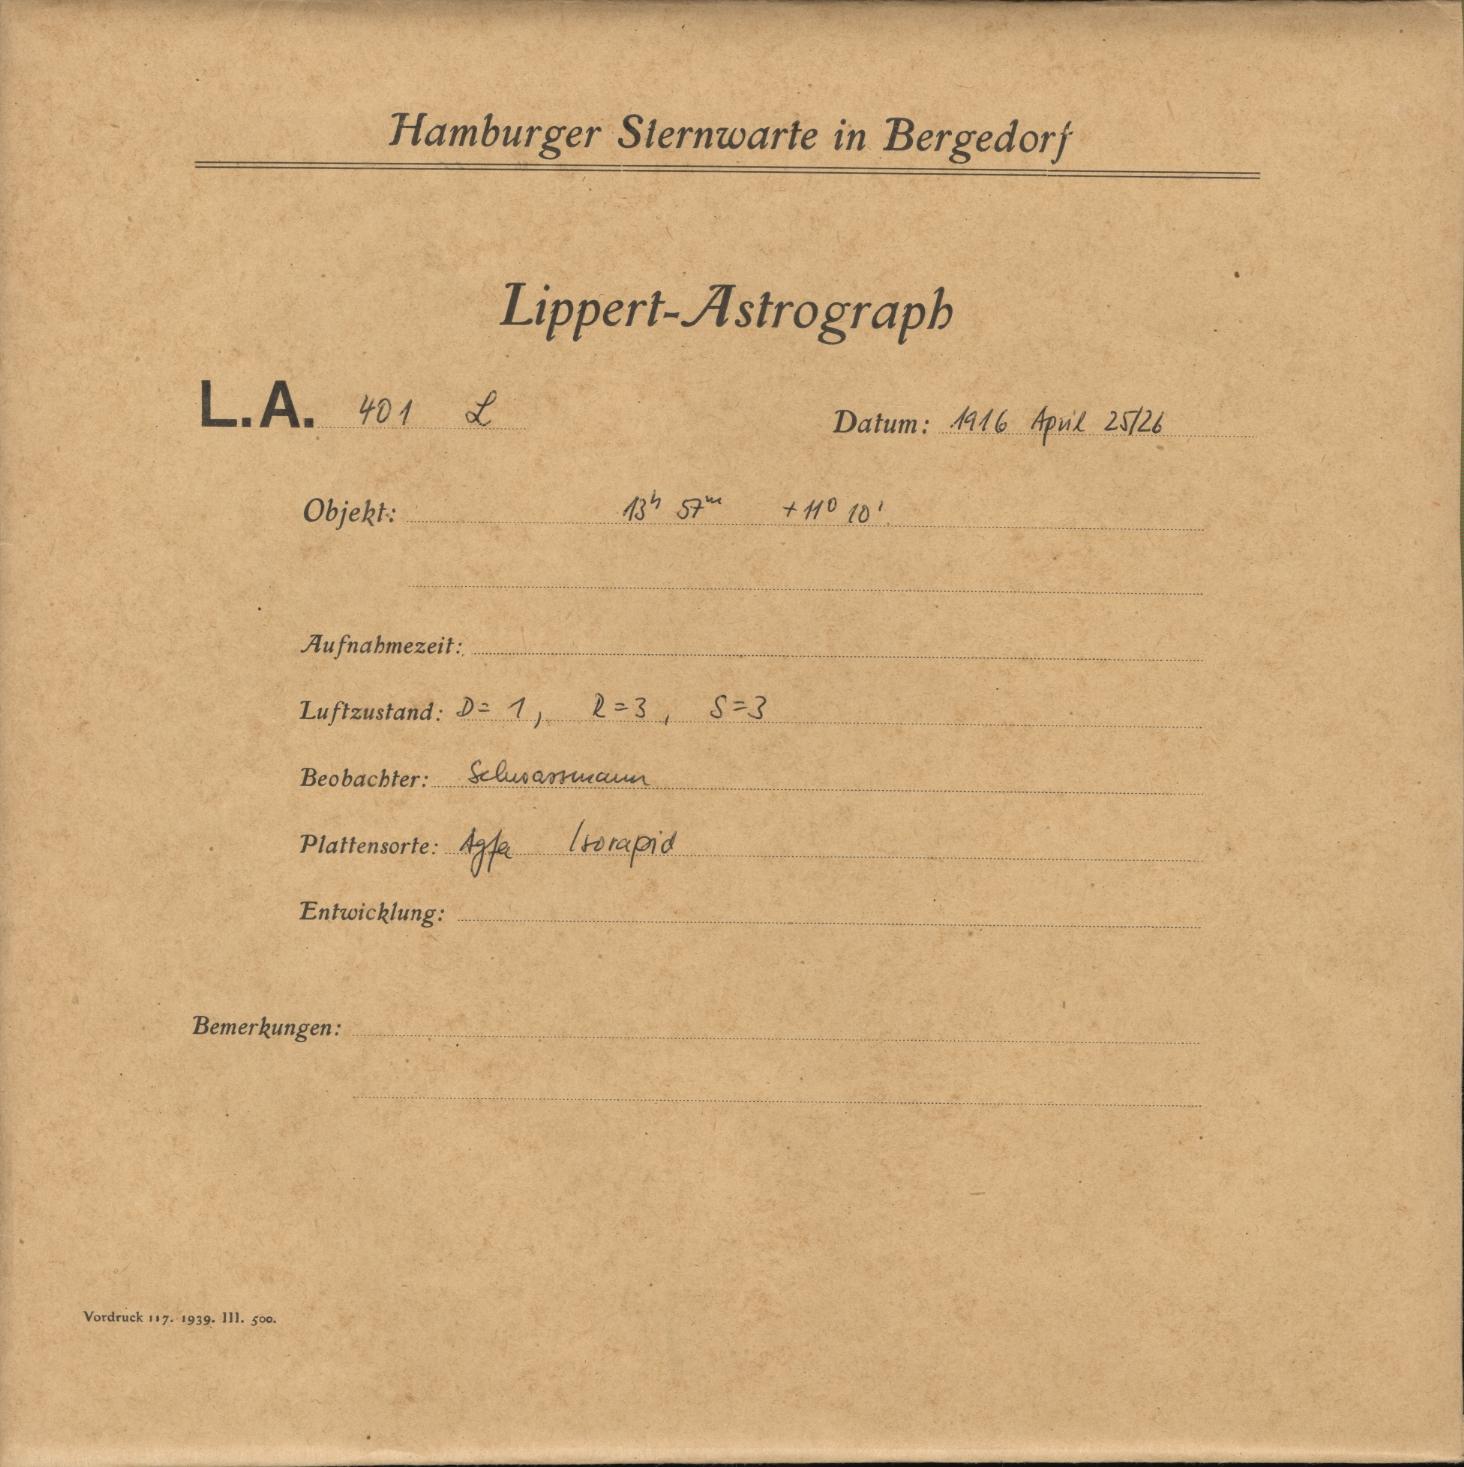 Hamburger Sternwarte in Bergedorf
Lippert-Astrograph
L.A. 401 L
Datum: 1916 April 25/26
Objekt: 13h 57m +11° 10'
Aufnahmezeit:
Luftzustand: D= 1, R=3, S=3
Beobachter: Schwassmann
Plattensorte: Agfa Isorapid
Entwicklung:
Bemerkungen:
Vordruck 117. 1939. III. 500.